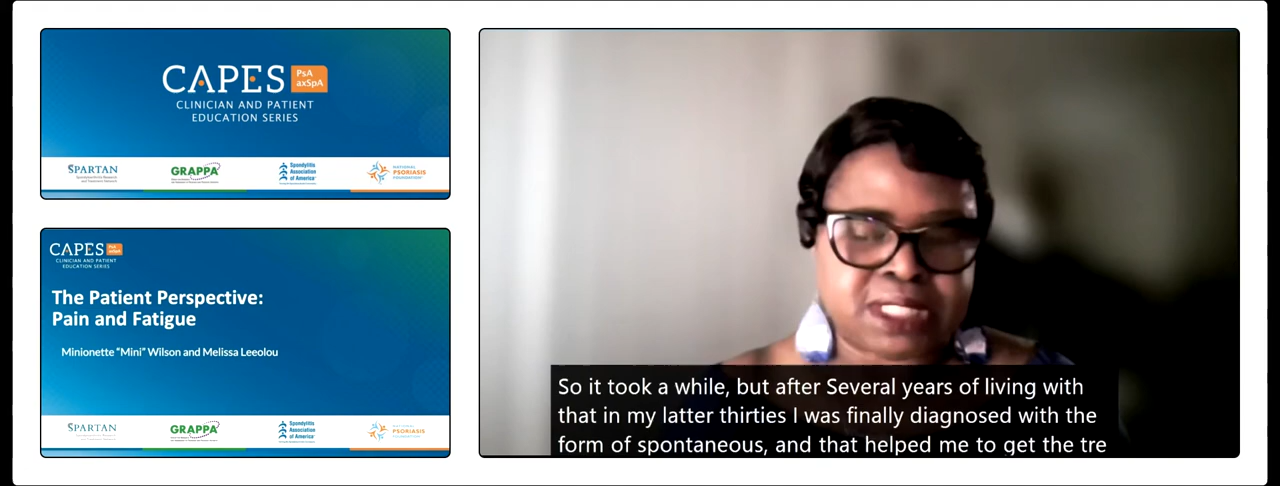 CAPES PsA axSpA
CLINICIAN AND PATIENT
EDUCATION SERIES
SPARTAN
GRAPPA
Spondylitis
Association
of America
NATIONAL
PSORIASIS
FOUNDATION
CAPES PsA axSpA
CLINICIAN AND PATIENT
EDUCATION SERIES
The Patient Perspective:
Pain and Fatigue
Minionette “Mini” Wilson and Melissa Leeolou
SPARTAN
GRAPPA
Spondylitis
Association
of America
NATIONAL
PSORIASIS
FOUNDATION
So it took a while, but after Several years of living with
that in my latter thirties I was finally diagnosed with the
form of spontaneous, and that helped me to get the tre